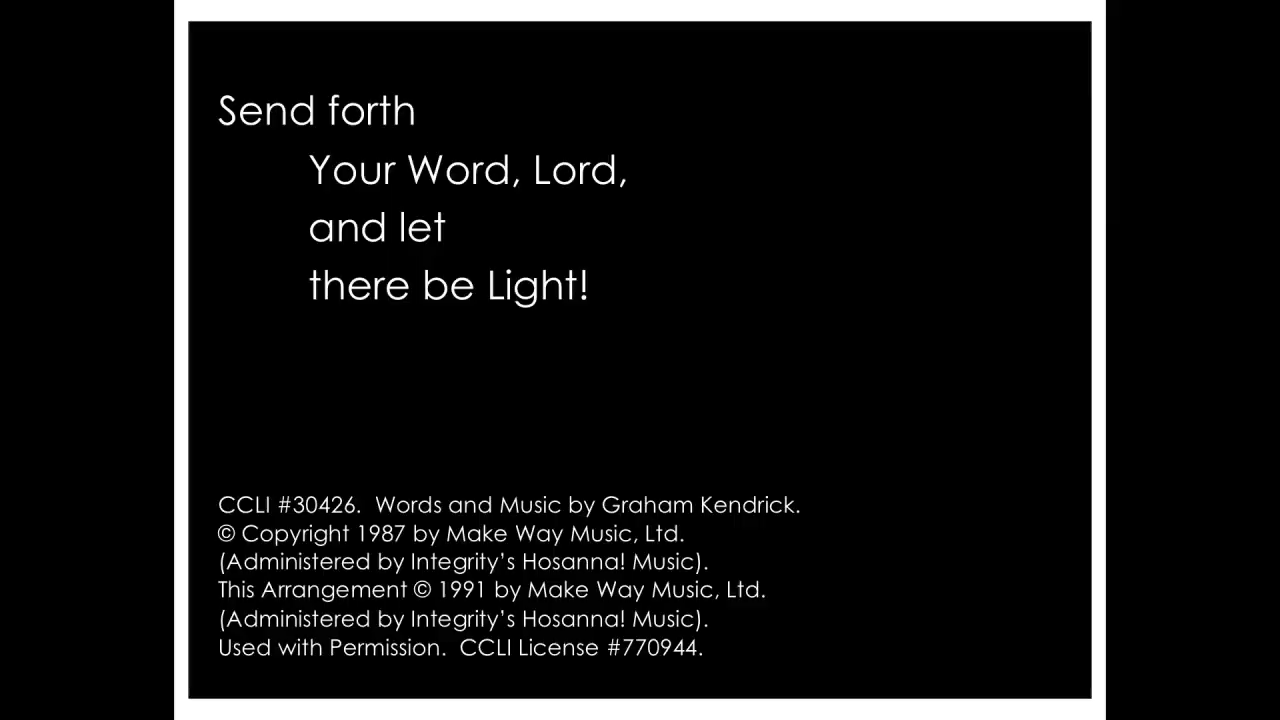 Send forth
Your Word, Lord,
and let
there be Light!
CCLI #30426.  Words and Music by Graham Kendrick.
© Copyright 1987 by Make Way Music, Ltd.
(Administered by Integrity’s Hosanna! Music).
This Arrangement © 1991 by Make Way Music, Ltd.
(Administered by Integrity’s Hosanna! Music).
Used with Permission.  CCLI License #770944.